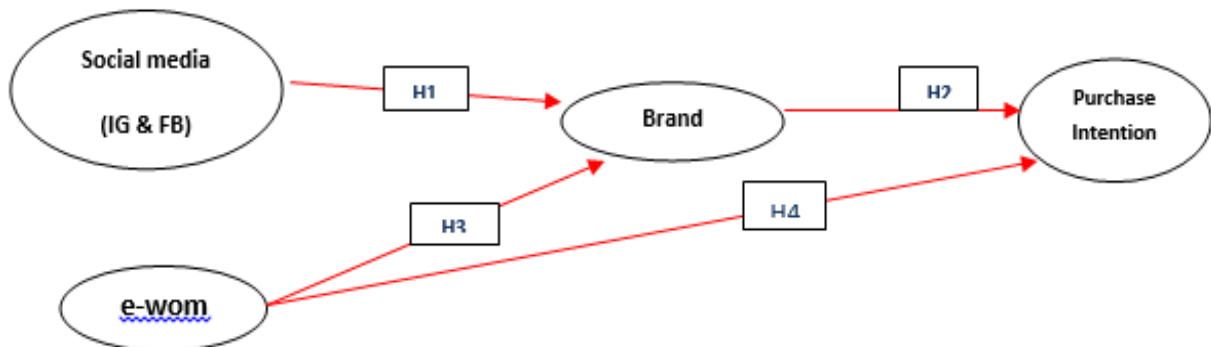 Social media
(IG & FB)
H1
Brand
H2
Purchase
Intention
H3
H4
e-wom